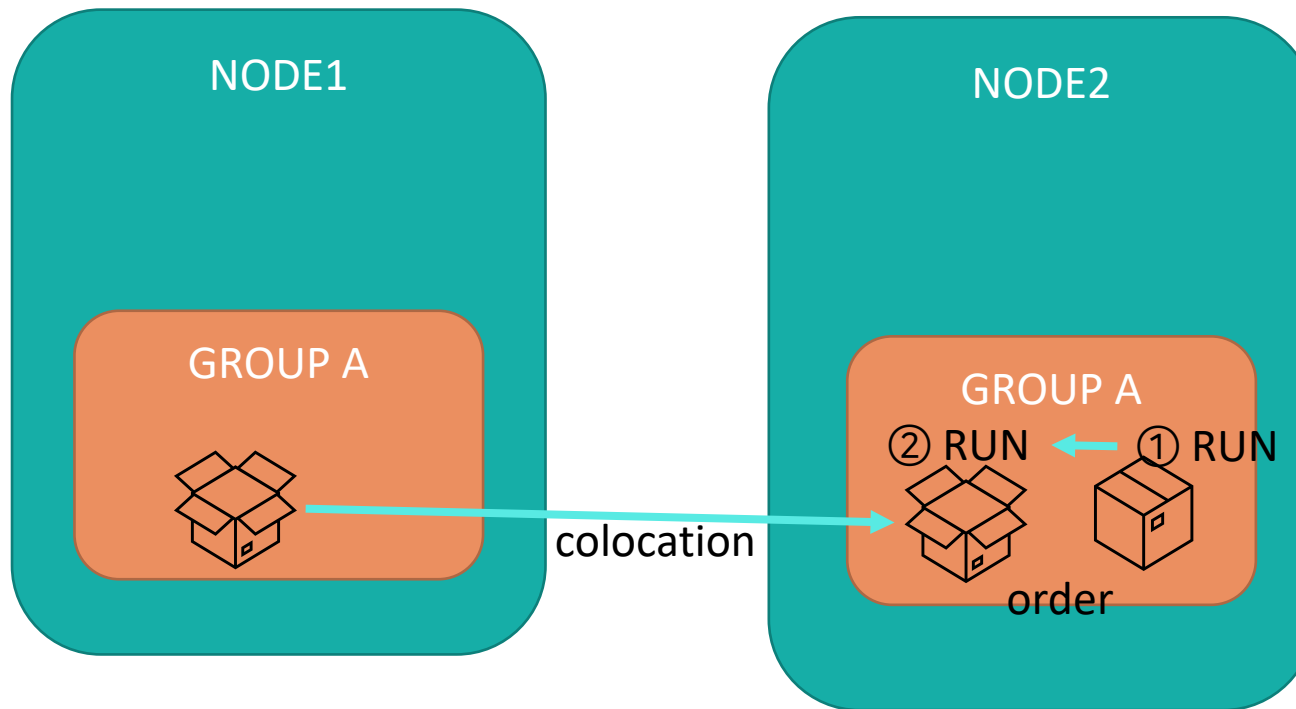 NODE1
GROUP A
colocation
NODE2
GROUP A
② RUN
① RUN
order